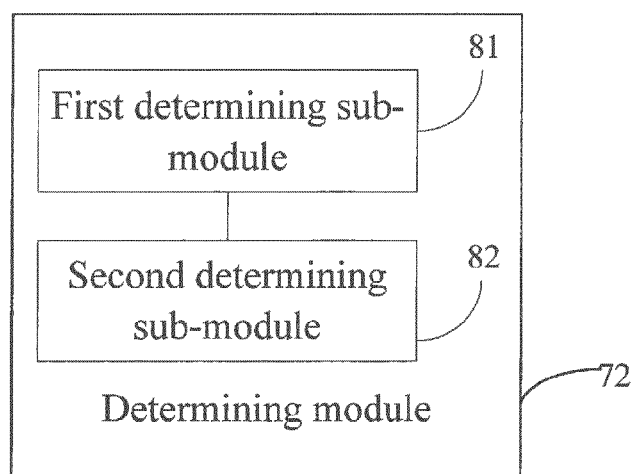 81
First determining sub-
module
82
Second determining
sub-module
72
Determining module